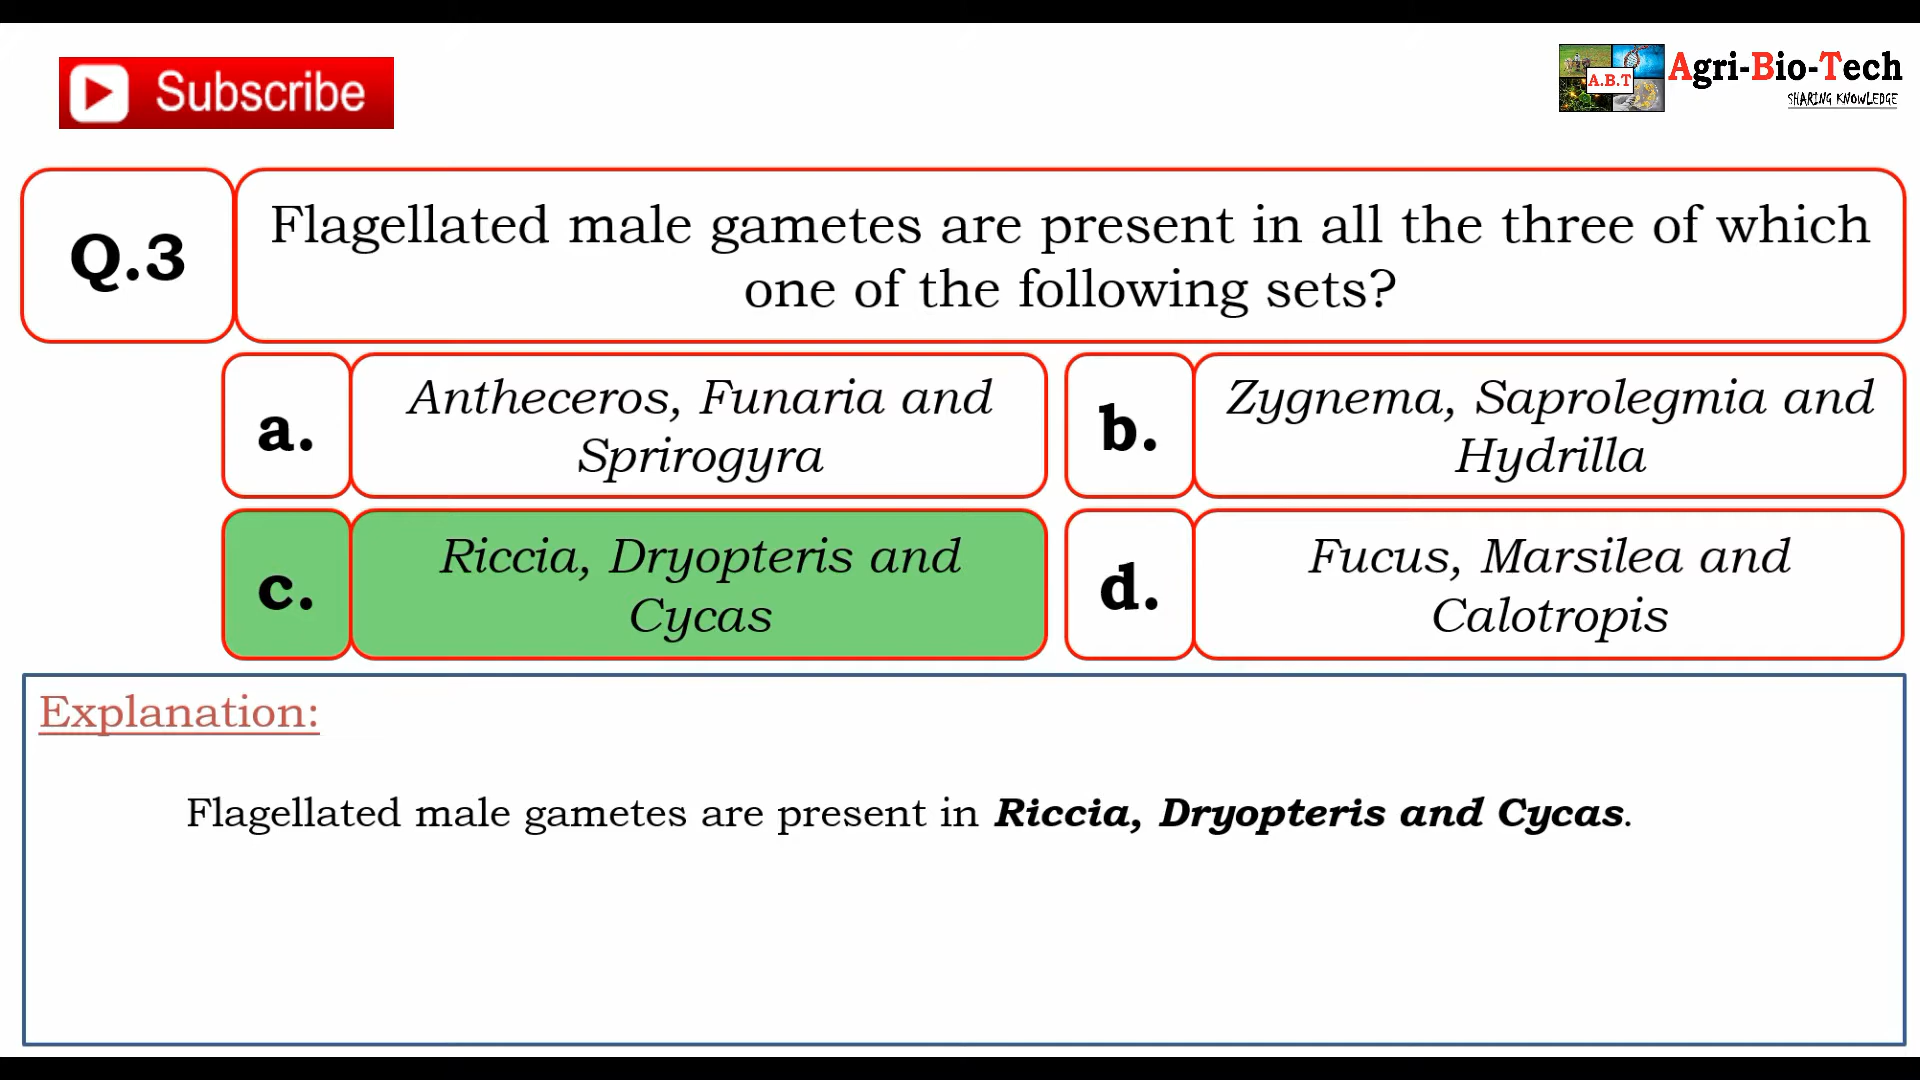 Subscribe
A.B.T
Agri-Bio-Tech
SHARING KNOWLEDGE
Q.3
Flagellated male gametes are present in all the three of which
one of the following sets?
a.
Antheceros, Funaria and
Sprirogyra
b.
Zygnema, Saprolegmia and
Hydrilla
c.
Riccia, Dryopteris and
Cycas
d.
Fucus, Marsilea and
Calotropis
Explanation:
Flagellated male gametes are present in Riccia, Dryopteris and Cycas.